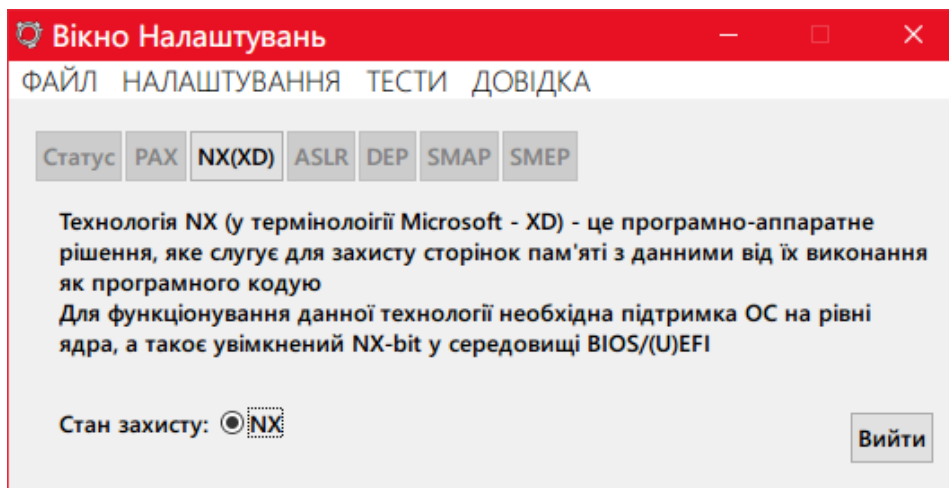 Вікно Налаштувань
ФАЙЛ НАЛАШТУВАННЯ ТЕСТИ ДОВІДКА
Статус PAX NX(XD) ASLR DEP SMAP SMEP
Технологія NX (у термінолоіriї Microsoft - XD) - це програмно-аппаратне
рішення, яке слугує для захисту сторінок пам'яті з данними від їх виконання
як програмного кодую
Для функціонування данної технології необхідна підтримка ОС на рівні
ядра, а такоє увімкнений NX-bit у середовищі BIOS/(U)EFI
Стан захисту: NX
Вийти